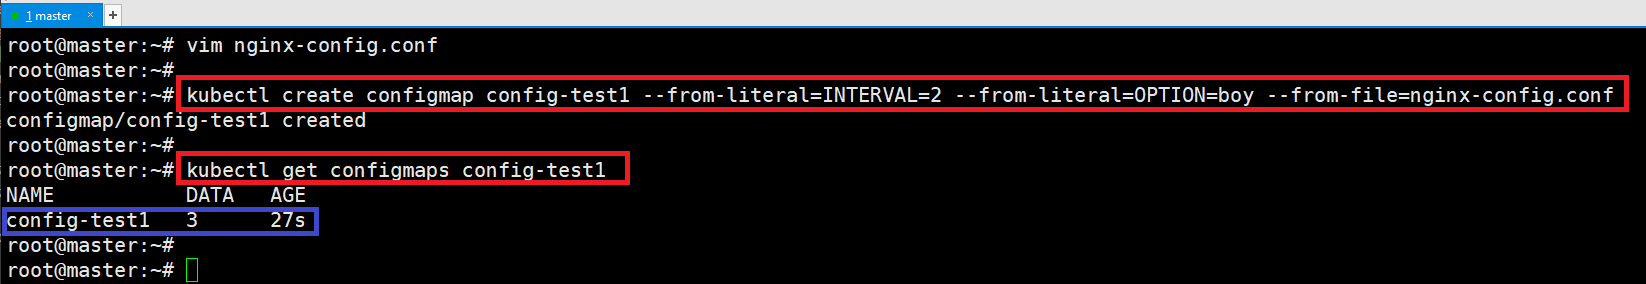 1 master × +
root@master:~# vim nginx-config.conf
root@master:~#
root@master:~# kubectl create configmap config-test1 --from-literal=INTERVAL=2 --from-literal=OPTION=boy --from-file=nginx-config.conf
configmap/config-test1 created
root@master:~#
root@master:~# kubectl get configmaps config-test1
NAME DATA AGE
config-test1 3 27s
root@master:~#
root@master:~#